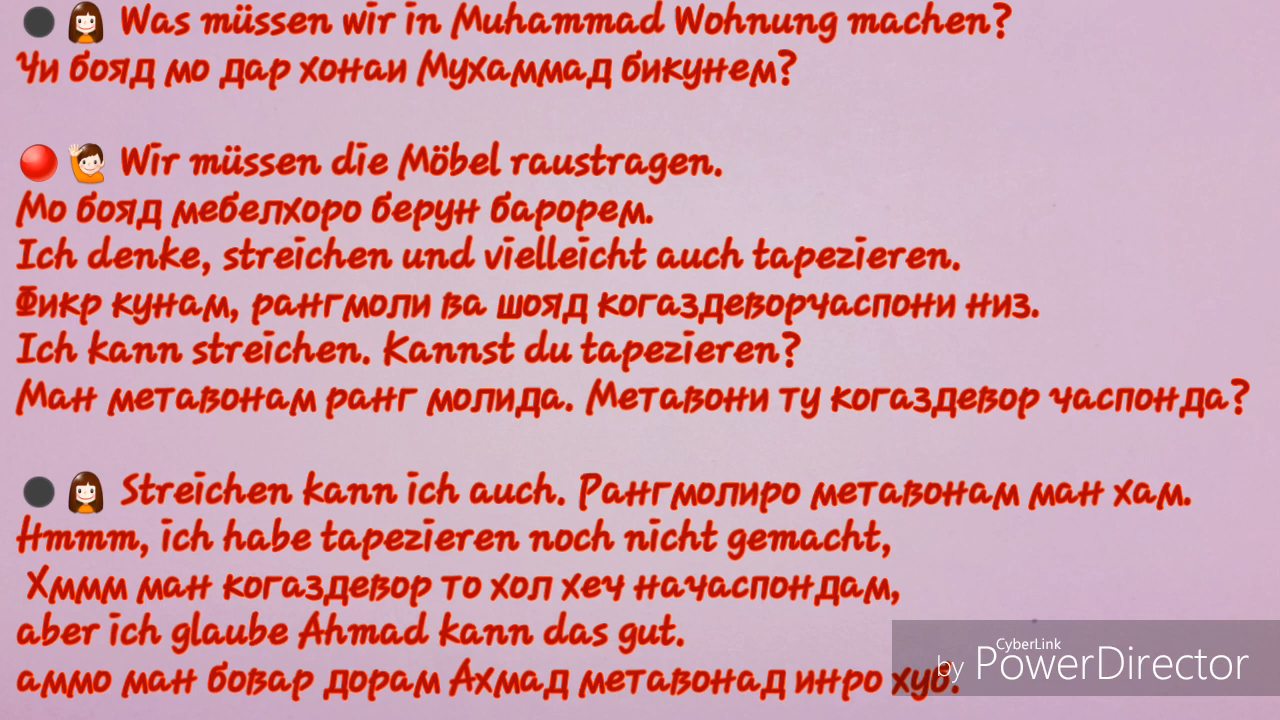 Was müssen wir in Muhammad Wohnung machen?
Чи бояд мо дар хонаи Мухаммад бикунем?
Wir müssen die Möbel raustragen.
Мо бояд мебелхоро берун барорем.
Ich denke, streichen und vielleicht auch tapezieren.
Фикр кунам, рангмоли ва шояд когаздеворчаспони низ.
Ich kann streichen. Kannst du tapezieren?
Ман метавонам ранг молида. Метавони ту когаздевор часпонда?
Streichen kann ich auch. Рангмолиро метавонам ман хам.
Hmmm, ich habe tapezieren noch nicht gemacht,
Хммм ман когаздевор то хол хеч начаспондам,
aber ich glaube Ahmad kann das gut.
аммо ман бовар дорам Ахмад метавонад инро хуб.
by CyberLink PowerDirector